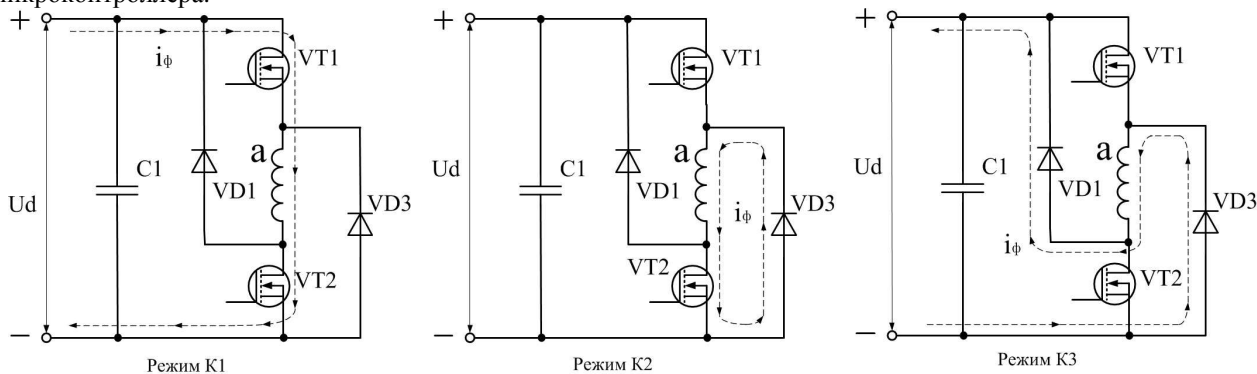 +
iф
VT1
a
C1
VD1
Ud
VD3
VT2
−
Режим К1
+
VT1
a
C1
VD1
Ud
iф
VD3
VT2
−
Режим К2
+
VT1
a
C1
VD1
Ud
VD3
iф
VT2
−
Режим К3